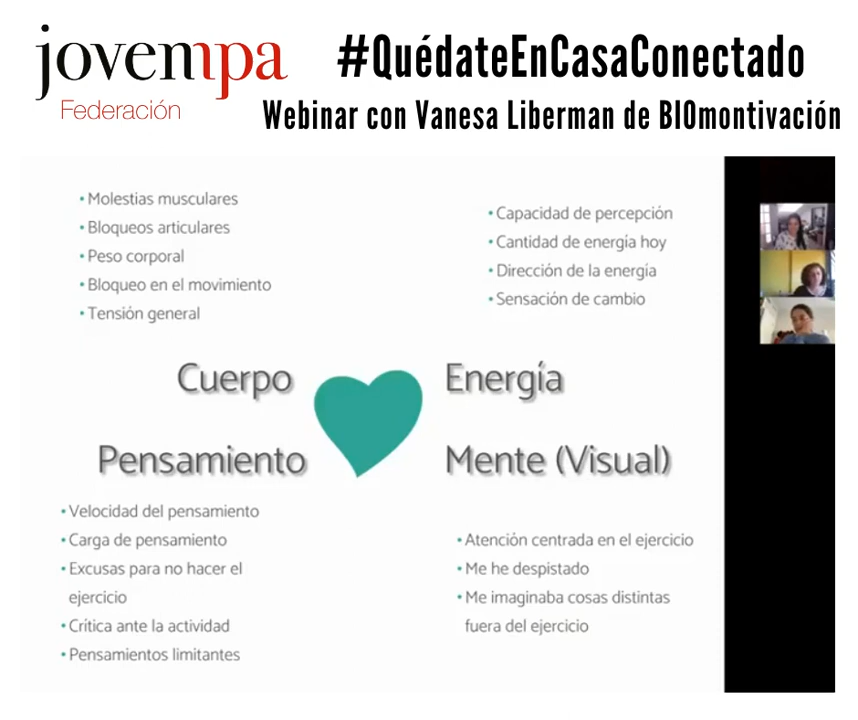 jovempa
Federación
#QuédateEnCasaConectado
Webinar con Vanesa Liberman de BIOmontivación
• Molestias musculares
• Bloqueos articulares
• Peso corporal
• Bloqueo en el movimiento
• Tensión general
• Capacidad de percepción
• Cantidad de energía hoy
• Dirección de la energía
• Sensación de cambio
Cuerpo
Energía
Pensamiento
Mente (Visual)
• Velocidad del pensamiento
• Carga de pensamiento
• Excusas para no hacer el
ejercicio
• Crítica ante la actividad
• Pensamientos limitantes
• Atención centrada en el ejercicio
• Me he despistado
• Me imaginaba cosas distintas
fuera del ejercicio